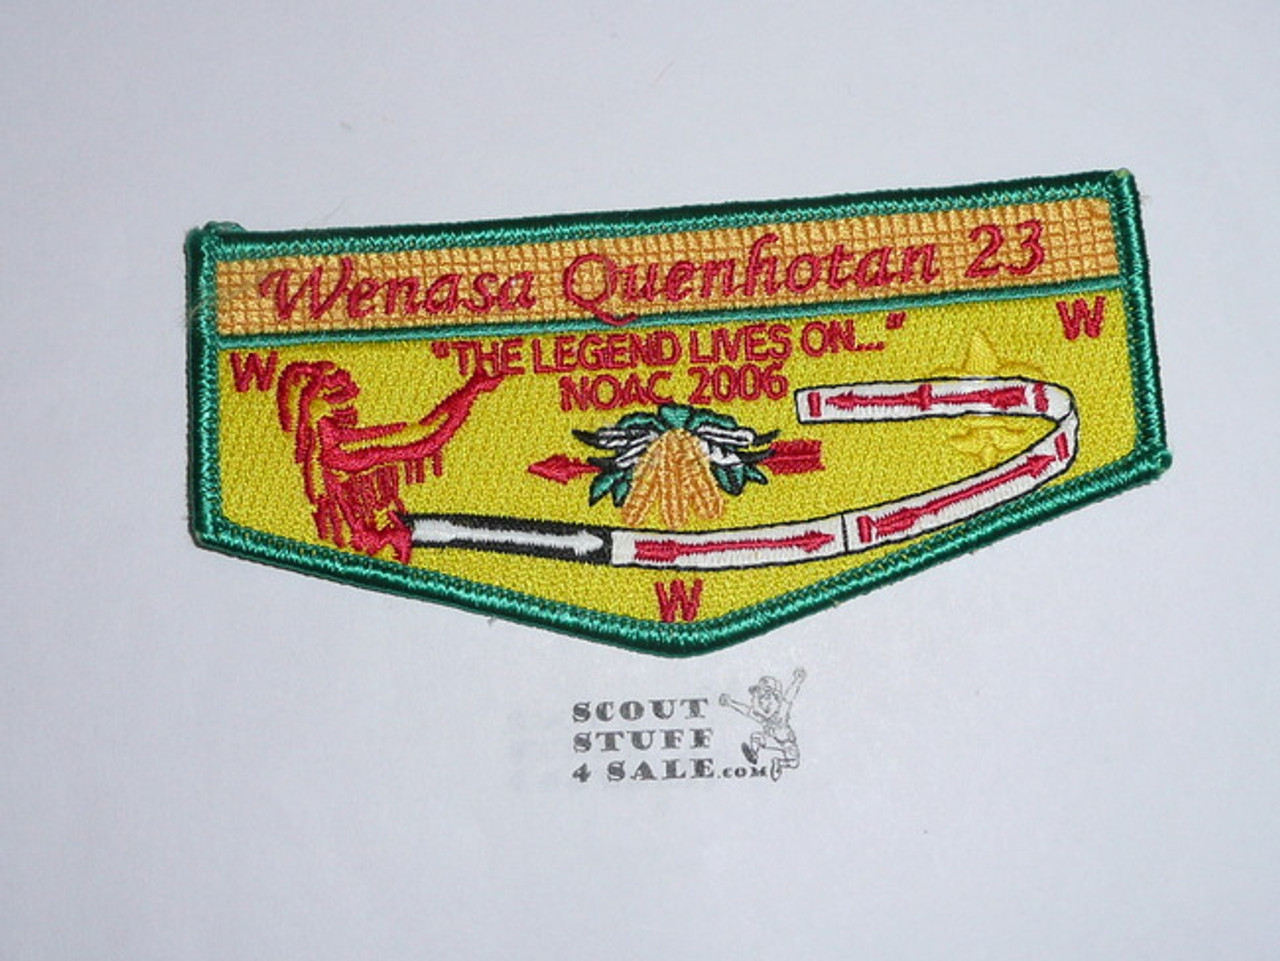 Wenasa Quenhotan 23
W "THE LEGEND LIVES ON..." W
NOAC 2006
W
SCOUT
STUFF
4 SALE.COM